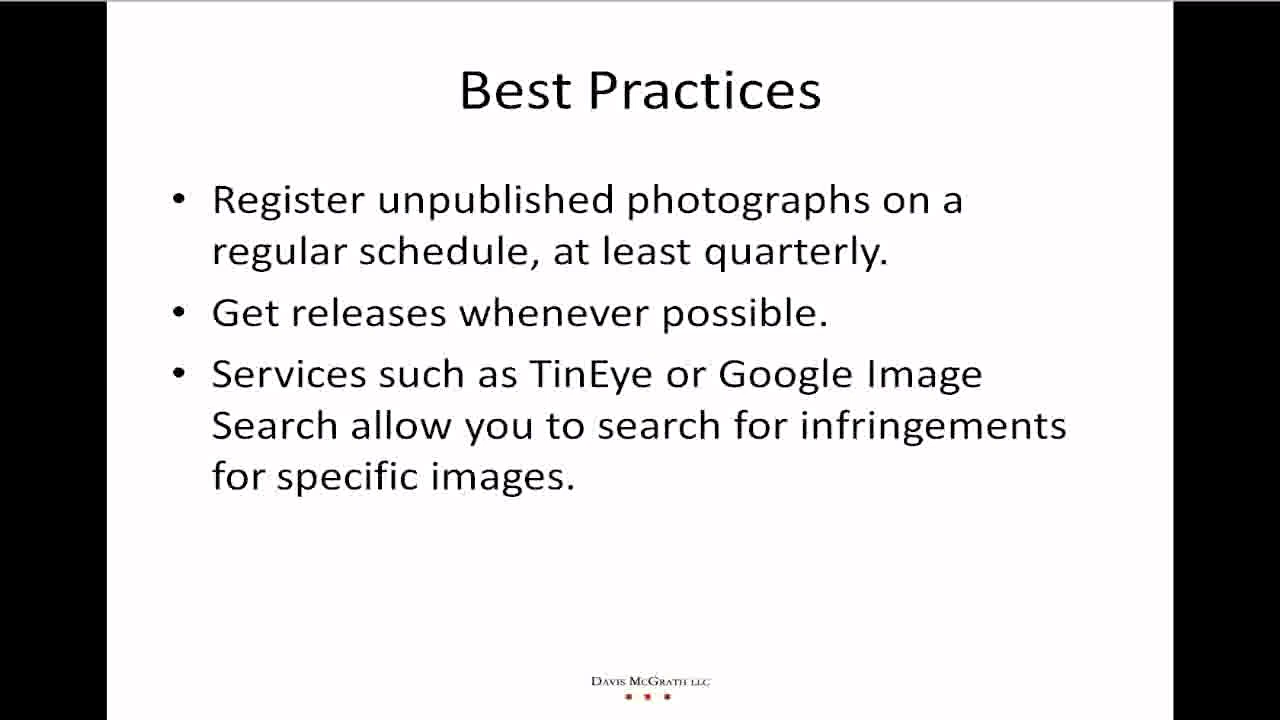 Best Practices
• Register unpublished photographs on a
regular schedule, at least quarterly.
• Get releases whenever possible.
• Services such as TinEye or Google Image
Search allow you to search for infringements
for specific images.
DAVIS MCGRATH LLC